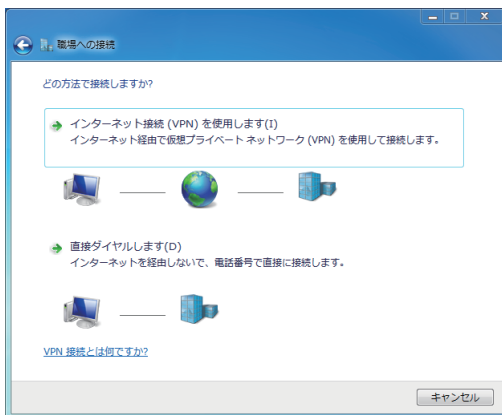 職場への接続
どの方法で接続しますか?
インターネット接続 (VPN) を使用します(I)
インターネット経由で仮想プライベート ネットワーク (VPN) を使用して接続します。
直接ダイヤルします(D)
インターネットを経由しないで、電話番号で直接に接続します。
VPN 接続とは何ですか?
キャンセル